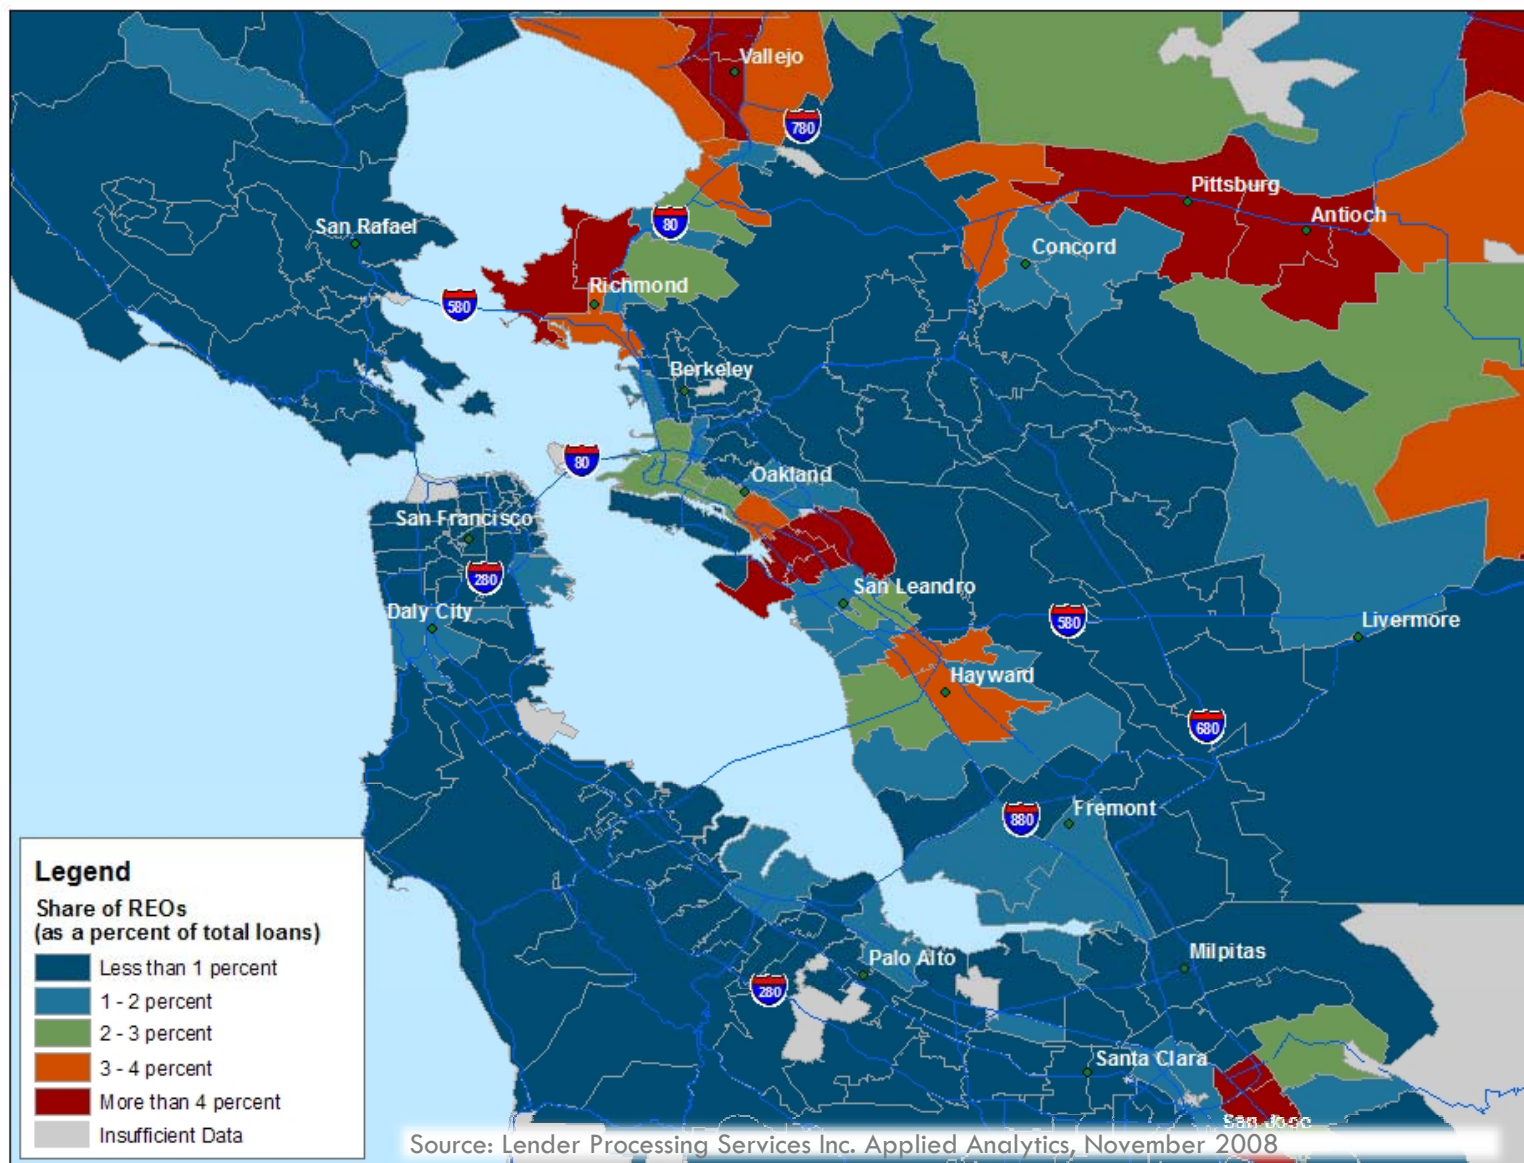 Vallejo
780
Pittsburg
Antioch
San Rafael
80
Concord
Richmond
580
Berkeley
80
Oakland
San Francisco
280
San Leandro
Daly City
580
Livermore
Hayward
680
Fremont
880
Legend
Share of REOs
(as a percent of total loans)
Less than 1 percent
1 - 2 percent
2 - 3 percent
3 - 4 percent
More than 4 percent
Insufficient Data
Palo Alto
Milpitas
280
Santa Clara
San Jose
Source: Lender Processing Services Inc. Applied Analytics, November 2008